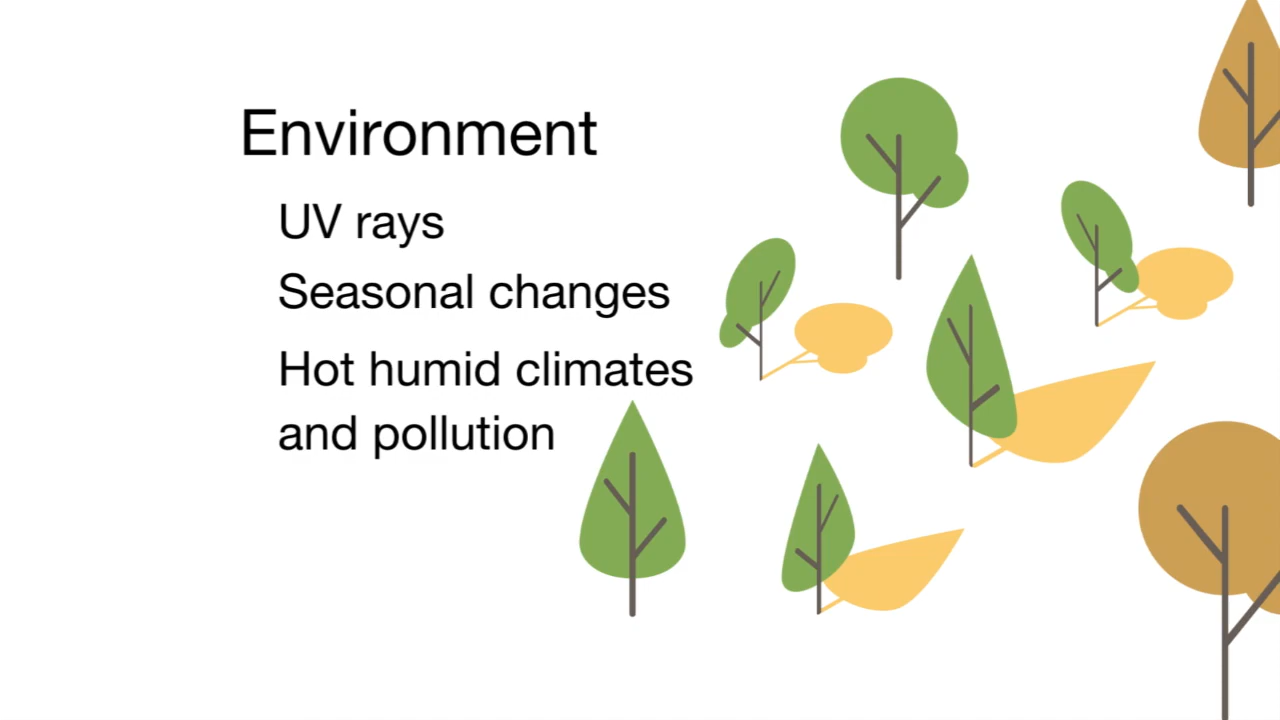 Environment
UV rays
Seasonal changes
Hot humid climates
and pollution